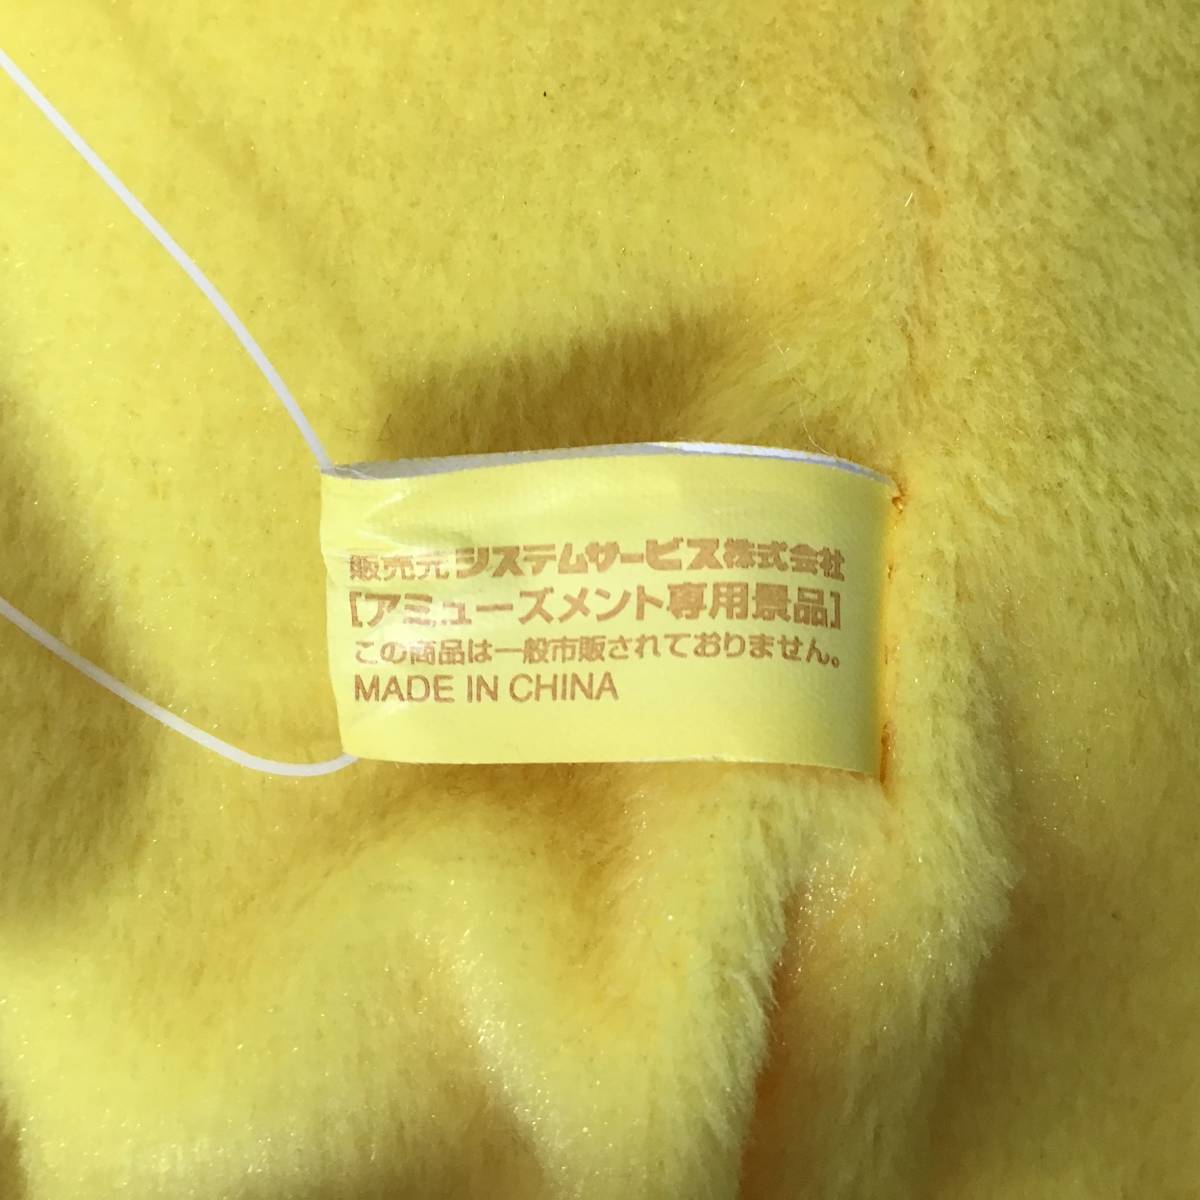 販売元 システムサービス株式会社
[アミューズメント専用景品]
この商品は一般市販されておりません。
MADE IN CHINA